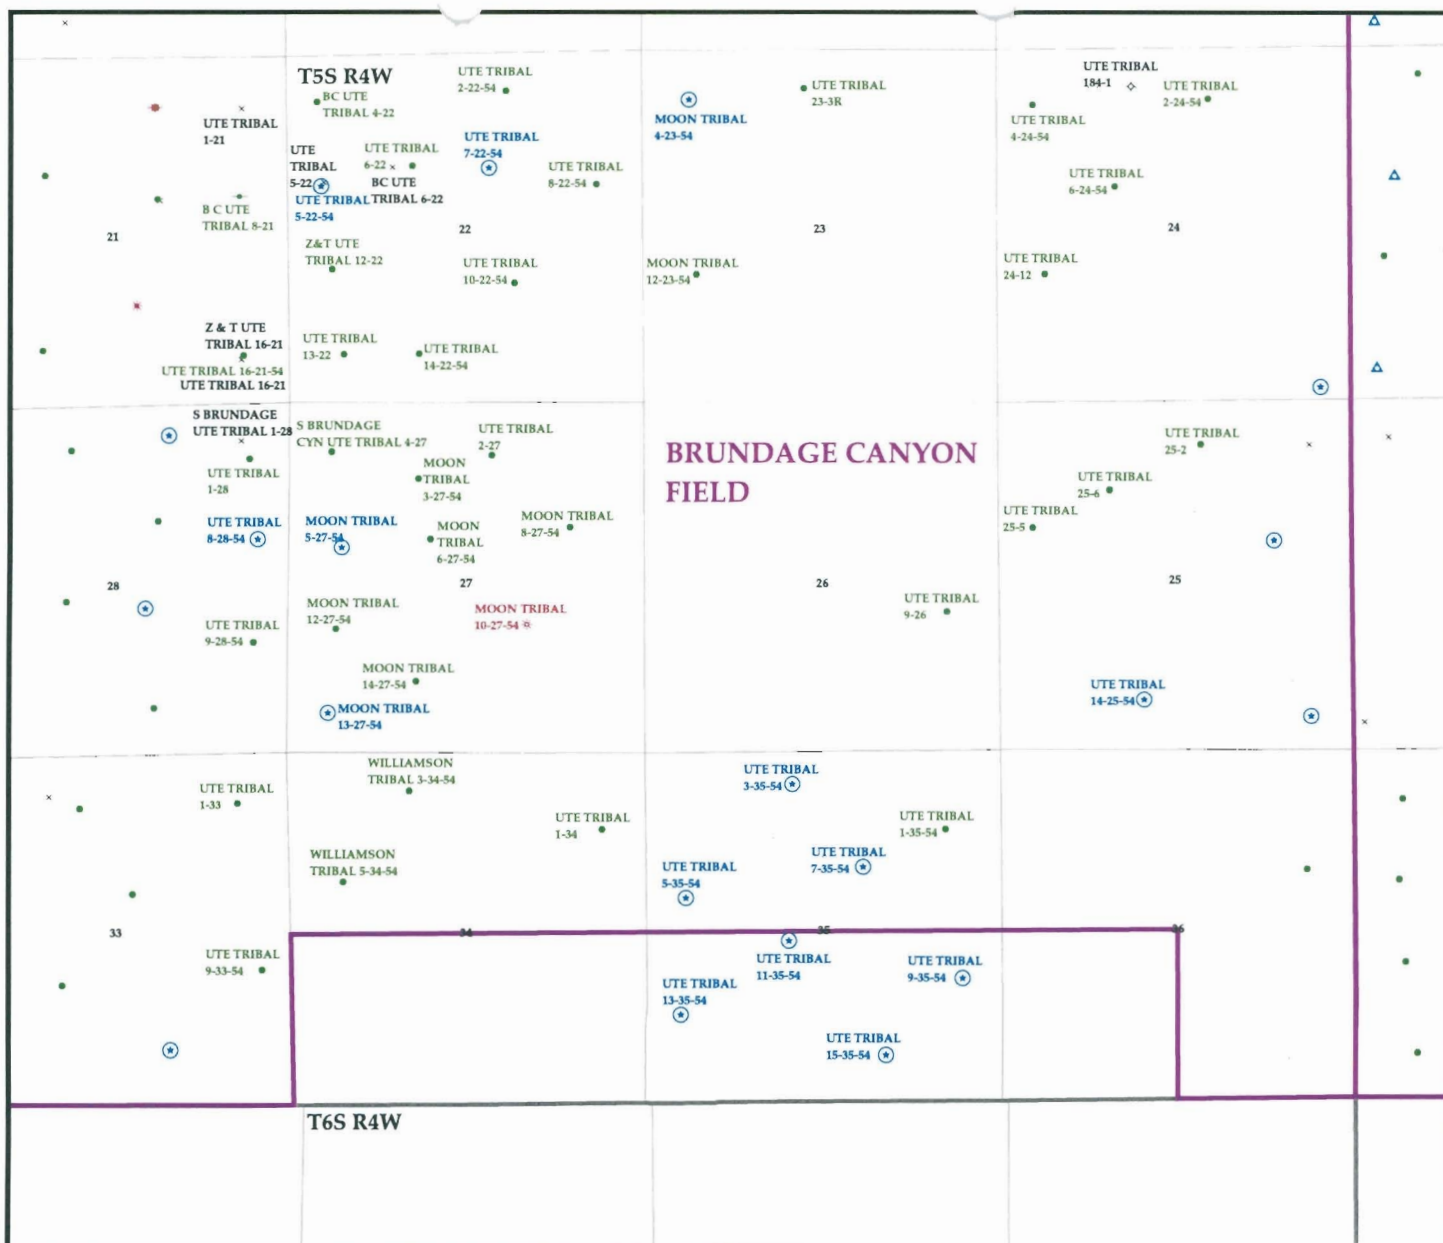 T5S R4W
BC UTE
TRIBAL 4-22
UTE TRIBAL
2-22-54
UTE TRIBAL
23-3R
UTE TRIBAL
184-1
UTE TRIBAL
2-24-54
UTE TRIBAL
1-21
MOON TRIBAL
4-23-54
UTE TRIBAL
4-24-54
UTE
TRIBAL
5-22
UTE TRIBAL
6-22
UTE TRIBAL
7-22-54
UTE TRIBAL
8-22-54
BC UTE
TRIBAL 6-22
UTE TRIBAL
5-22-54
UTE TRIBAL
6-24-54
B C UTE
TRIBAL 8-21
21
22
23
24
Z&T UTE
TRIBAL 12-22
UTE TRIBAL
10-22-54
MOON TRIBAL
12-23-54
UTE TRIBAL
24-12
Z & T UTE
TRIBAL 16-21
UTE TRIBAL 16-21-54
UTE TRIBAL 16-21
UTE TRIBAL
13-22
UTE TRIBAL
14-22-54
S BRUNDAGE
UTE TRIBAL 1-28
S BRUNDAGE
CYN UTE TRIBAL 4-27
UTE TRIBAL
2-27
BRUNDAGE CANYON
FIELD
UTE TRIBAL
25-2
UTE TRIBAL
1-28
MOON
TRIBAL
3-27-54
UTE TRIBAL
25-6
UTE TRIBAL
8-28-54
MOON TRIBAL
5-27-54
MOON
TRIBAL
6-27-54
MOON TRIBAL
8-27-54
UTE TRIBAL
25-5
28
27
26
25
UTE TRIBAL
9-28-54
MOON TRIBAL
12-27-54
MOON TRIBAL
10-27-54
UTE TRIBAL
9-26
MOON TRIBAL
14-27-54
MOON TRIBAL
13-27-54
UTE TRIBAL
14-25-54
UTE TRIBAL
1-33
WILLIAMSON
TRIBAL 3-34-54
UTE TRIBAL
3-35-54
UTE TRIBAL
1-34
UTE TRIBAL
1-35-54
WILLIAMSON
TRIBAL 5-34-54
UTE TRIBAL
5-35-54
UTE TRIBAL
7-35-54
33
34
35
36
UTE TRIBAL
9-33-54
UTE TRIBAL
11-35-54
UTE TRIBAL
9-35-54
UTE TRIBAL
13-35-54
UTE TRIBAL
15-35-54
T6S R4W